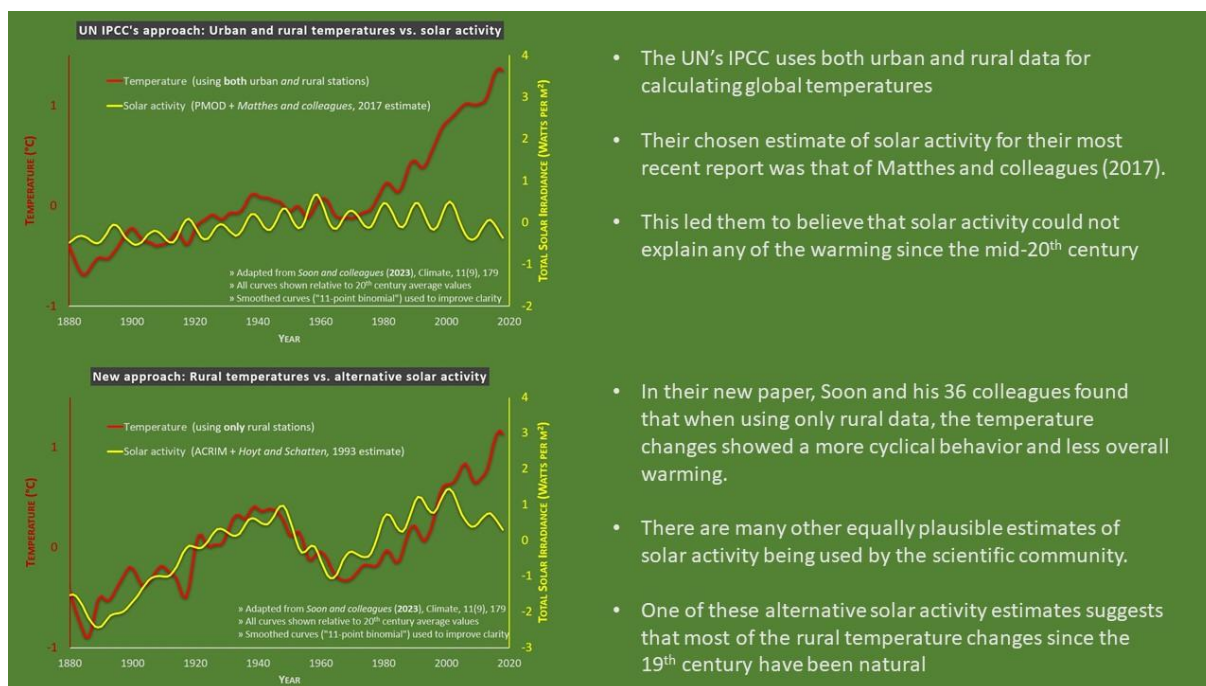 UN IPCC's approach: Urban and rural temperatures vs. solar activity
Temperature (using both urban and rural stations)
Solar activity (PMOD + Matthes and colleagues, 2017 estimate)
TEMPERATURE (°C)
1
0
-1
TOTAL SOLAR IRRADIANCE (WATTS PER M²)
4
3
2
1
0
-1
-2
» Adapted from Soon and colleagues (2023), Climate, 11(9), 179
» All curves shown relative to 20th century average values
» Smoothed curves ("11-point binomial") used to improve clarity
1880 1900 1920 1940 1960 1980 2000 2020
YEAR
• The UN's IPCC uses both urban and rural data for
calculating global temperatures
• Their chosen estimate of solar activity for their most
recent report was that of Matthes and colleagues (2017).
• This led them to believe that solar activity could not
explain any of the warming since the mid-20th century
New approach: Rural temperatures vs. alternative solar activity
Temperature (using only rural stations)
Solar activity (ACRIM + Hoyt and Schatten, 1993 estimate)
TEMPERATURE (°C)
1
0
-1
TOTAL SOLAR IRRADIANCE (WATTS PER M²)
4
3
2
1
0
-1
-2
-3
» Adapted from Soon and colleagues (2023), Climate, 11(9), 179
» All curves shown relative to 20th century average values
» Smoothed curves ("11-point binomial") used to improve clarity
1880 1900 1920 1940 1960 1980 2000 2020
YEAR
• In their new paper, Soon and his 36 colleagues found
that when using only rural data, the temperature
changes showed a more cyclical behavior and less overall
warming.
• There are many other equally plausible estimates of
solar activity being used by the scientific community.
• One of these alternative solar activity estimates suggests
that most of the rural temperature changes since the
19th century have been natural